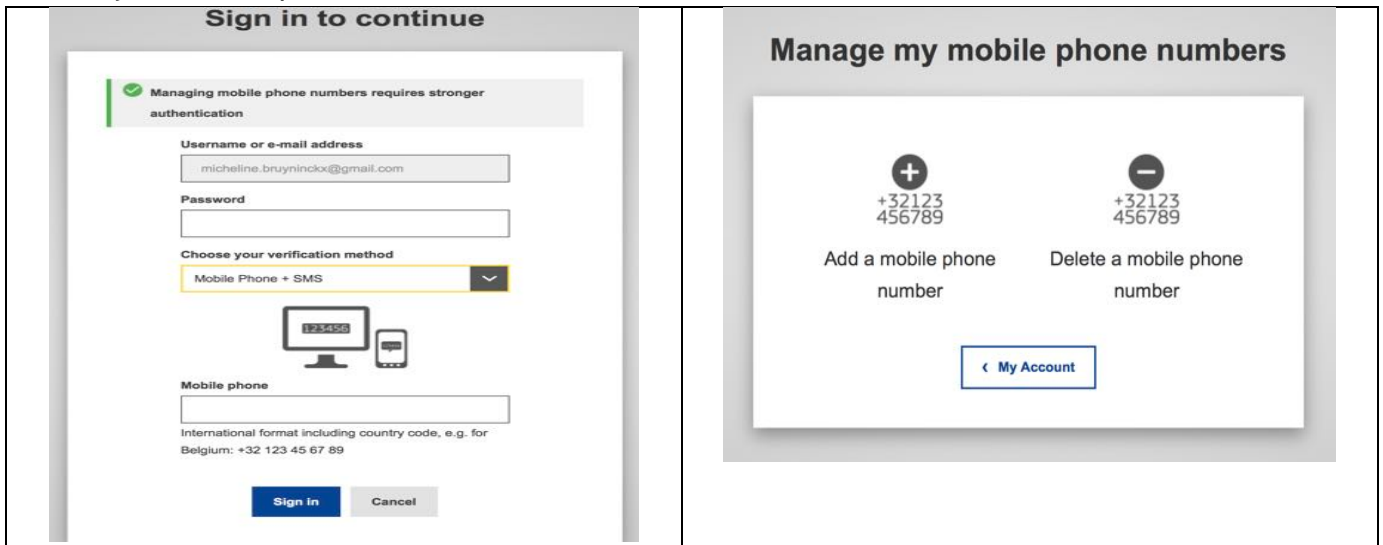 Sign in to continue
Managing mobile phone numbers requires stronger
authentication
Username or e-mail address
micheline.bruyninckx@gmail.com
Password
Choose your verification method
Mobile Phone + SMS
123456
Mobile phone
International format including country code, e.g. for
Belgium: +32 123 45 67 89
Sign in
Cancel
Manage my mobile phone numbers
+32123
456789
Add a mobile phone
number
+32123
456789
Delete a mobile phone
number
‹ My Account